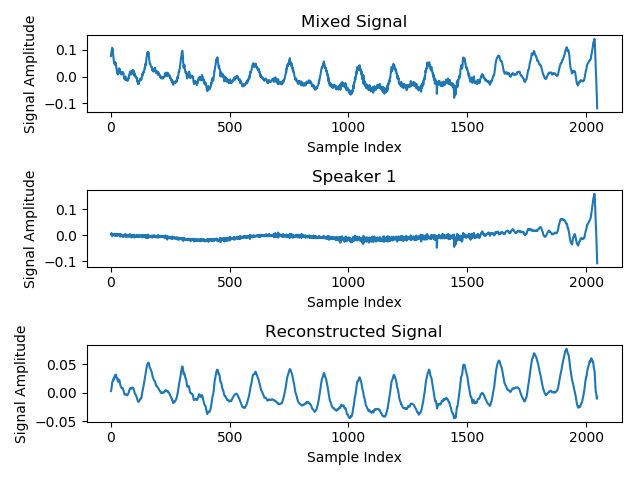 Mixed Signal
Signal Amplitude
0.1
0.0
−0.1
0 500 1000 1500 2000
Sample Index
Speaker 1
Signal Amplitude
0.1
0.0
−0.1
0 500 1000 1500 2000
Sample Index
Reconstructed Signal
Signal Amplitude
0.05
0.00
−0.05
0 500 1000 1500 2000
Sample Index